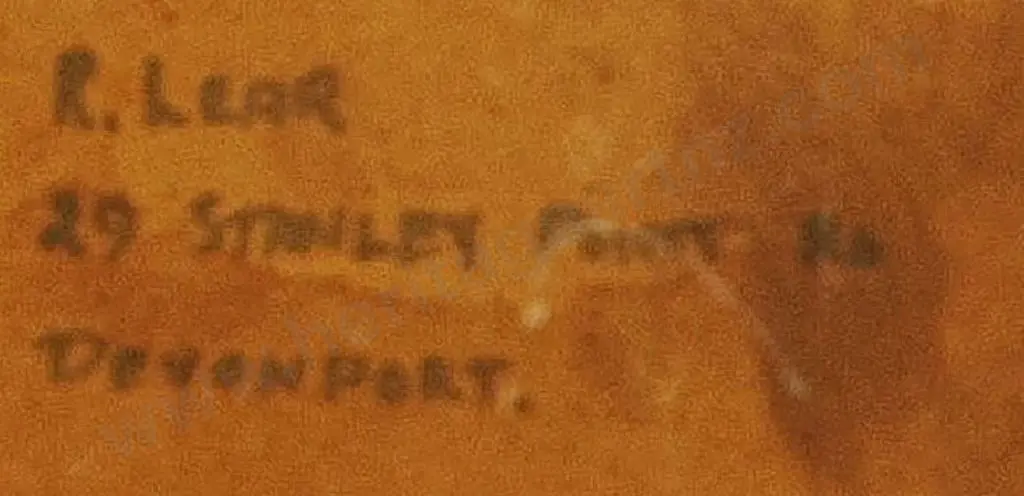 R. LEAR
29 STANLEY POINT RD
DEVONPORT.